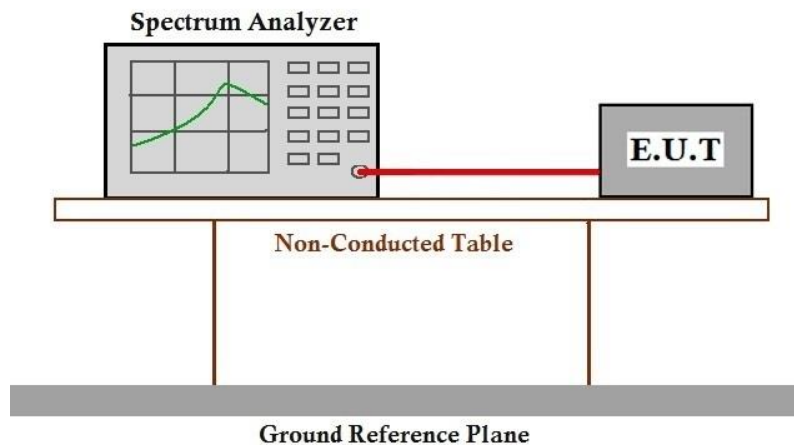 Spectrum Analyzer
E.U.T
Non-Conducted Table
Ground Reference Plane